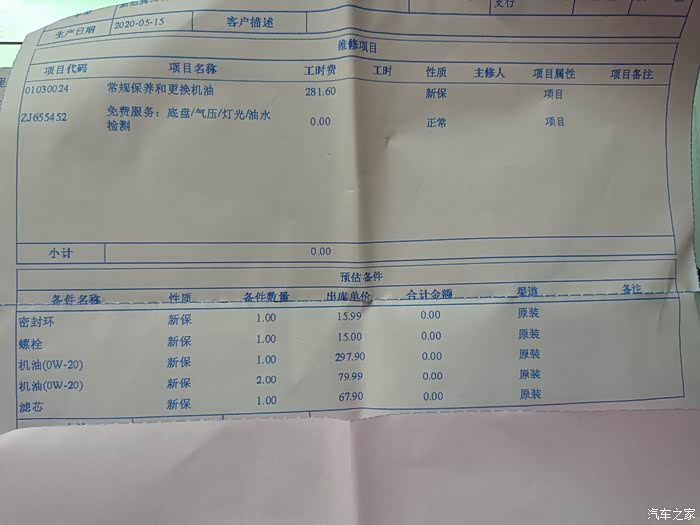 支行
生产日期 2020-05-15 客户描述
维修项目
项目代码 项目名称 工时费 工时 性质 主修人 项目属性 项目备注
01030024 常规保养和更换机油 281.60 新保 项目
ZJ655452 免费服务：底盘/气压/灯光/油水 0.00 正常 项目
检测
小计 0.00
预估备件
备件名称 性质 备件数量 出库单价 合计金额 渠道 备注
密封环 新保 1.00 15.99 0.00 原装
螺栓 新保 1.00 15.00 0.00 原装
机油(0W-20) 新保 1.00 297.90 0.00 原装
机油(0W-20) 新保 2.00 79.99 0.00 原装
滤芯 新保 1.00 67.90 0.00 原装
汽车之家